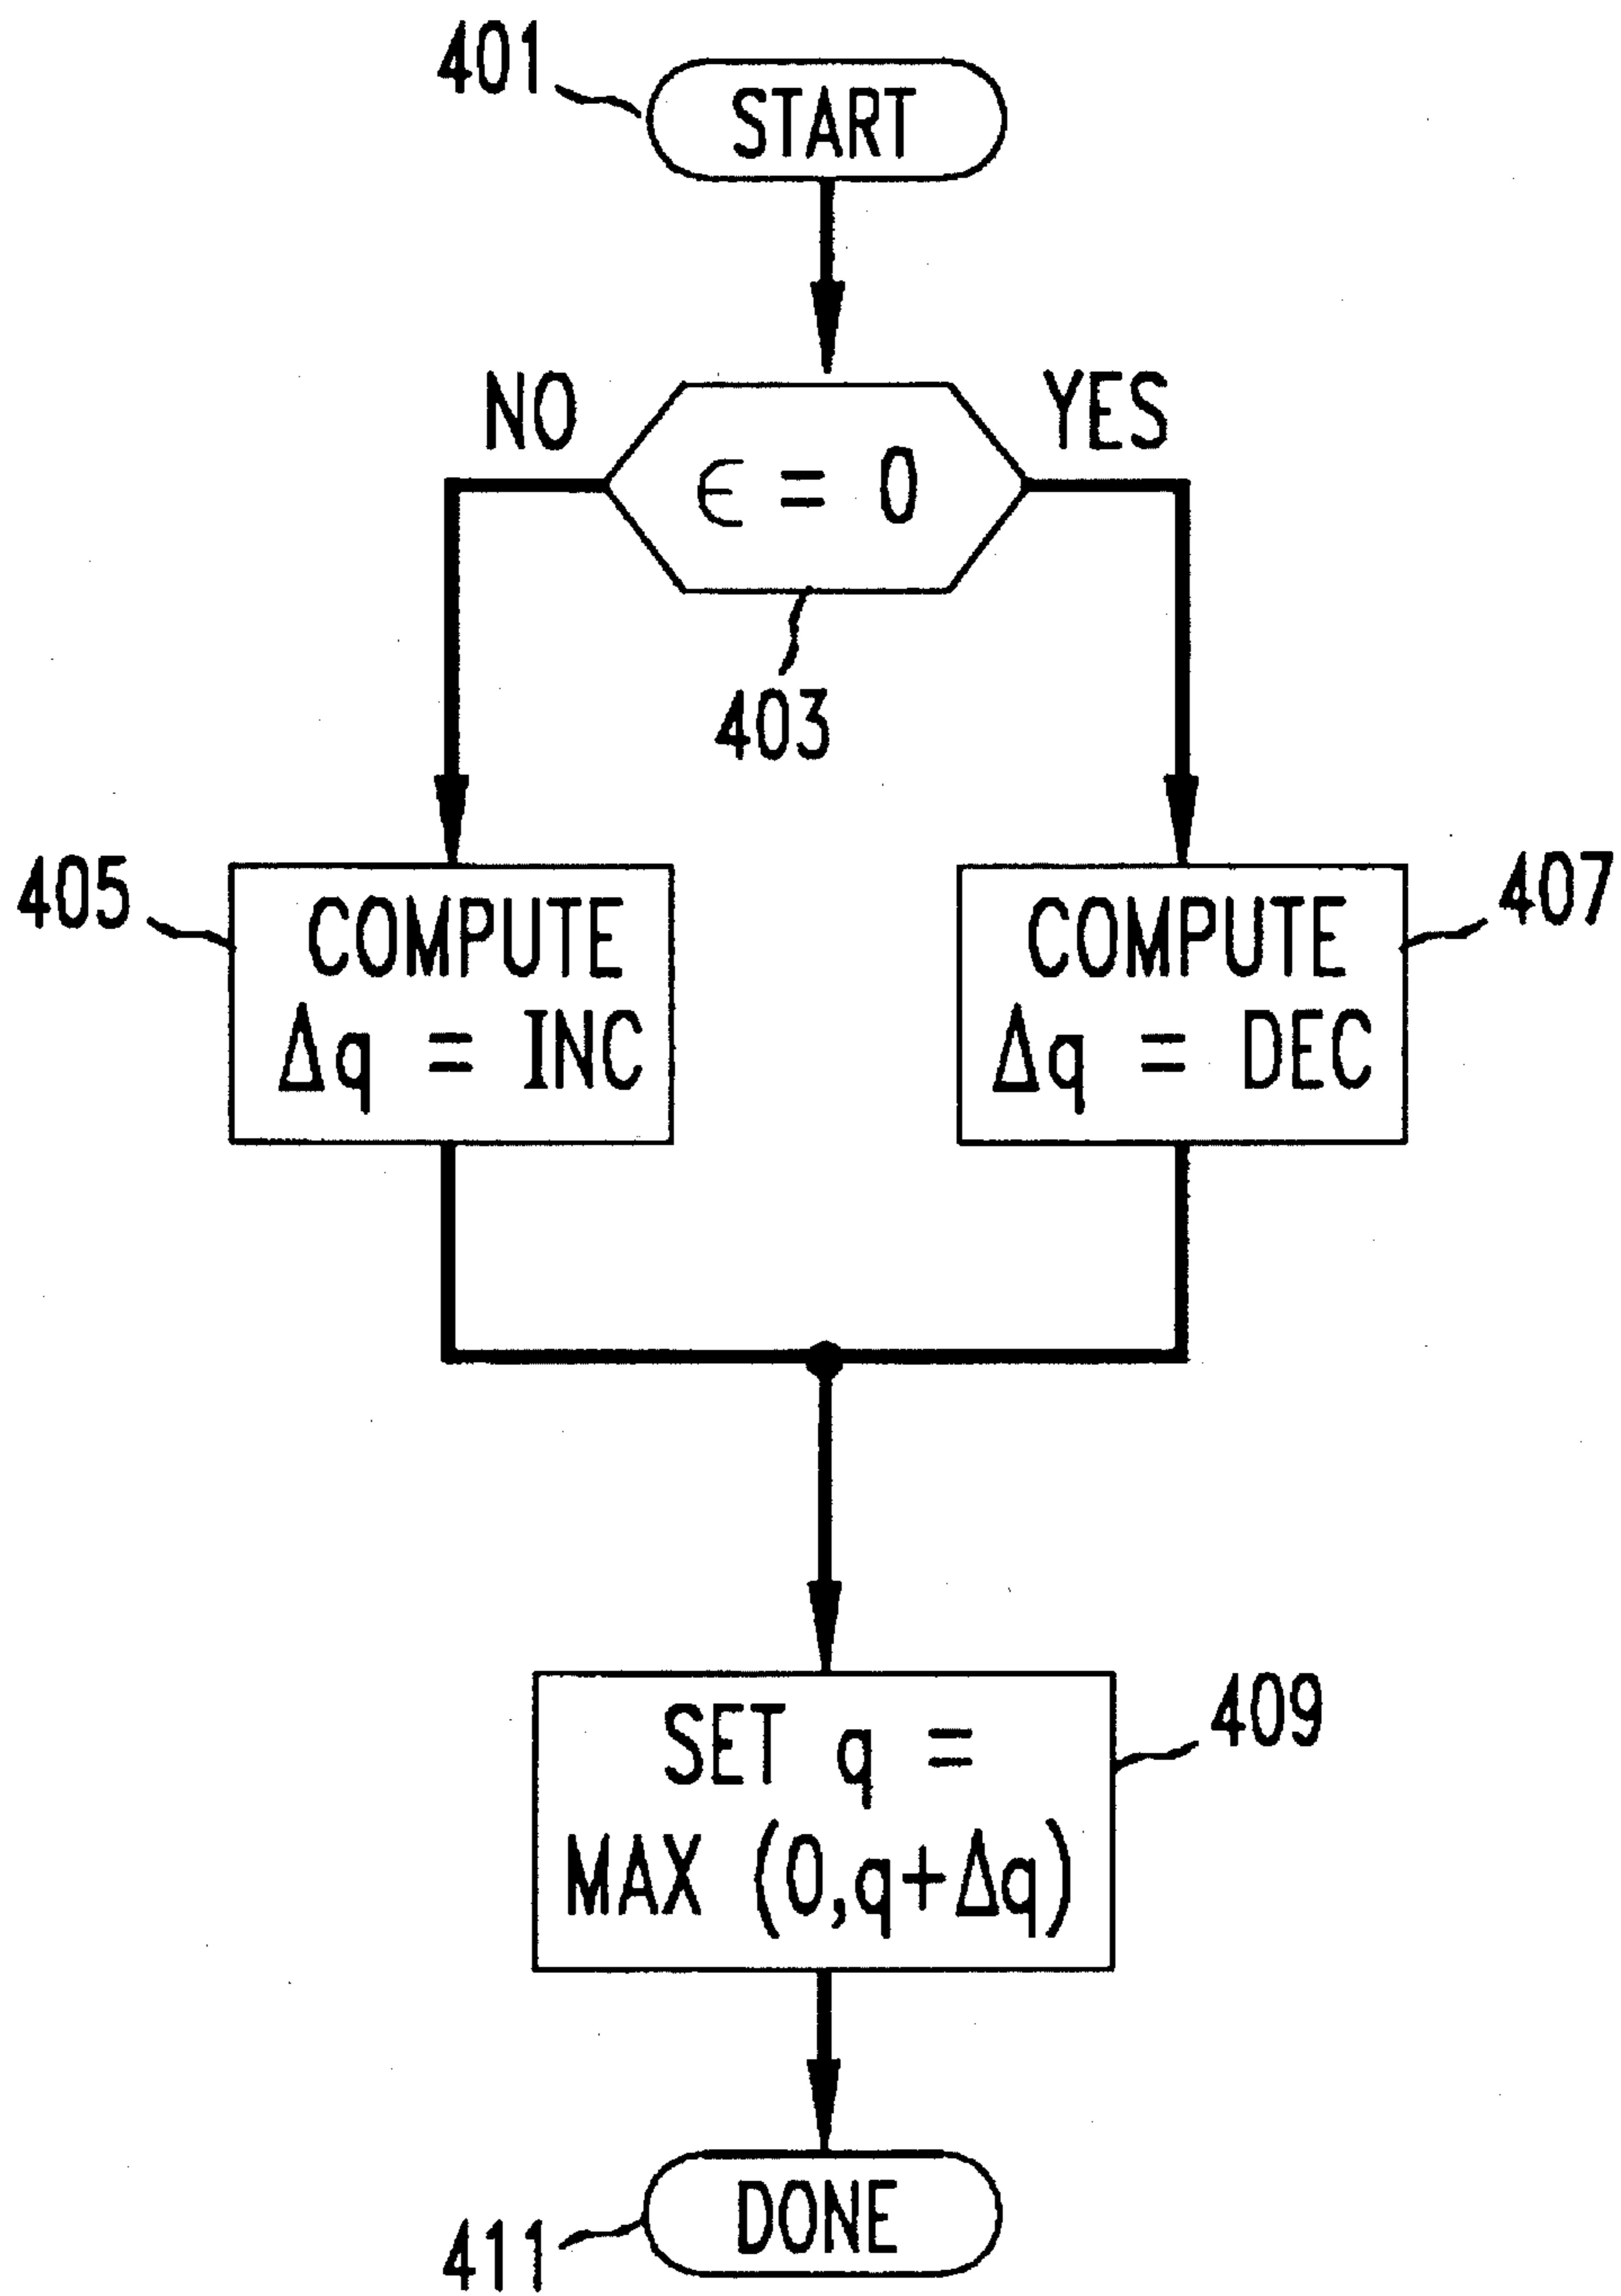 401
START
NO
YES
ϵ = 0
403
405
COMPUTE
Δq = INC
COMPUTE
Δq = DEC
407
SET q =
MAX (0,q+Δq)
409
DONE
411